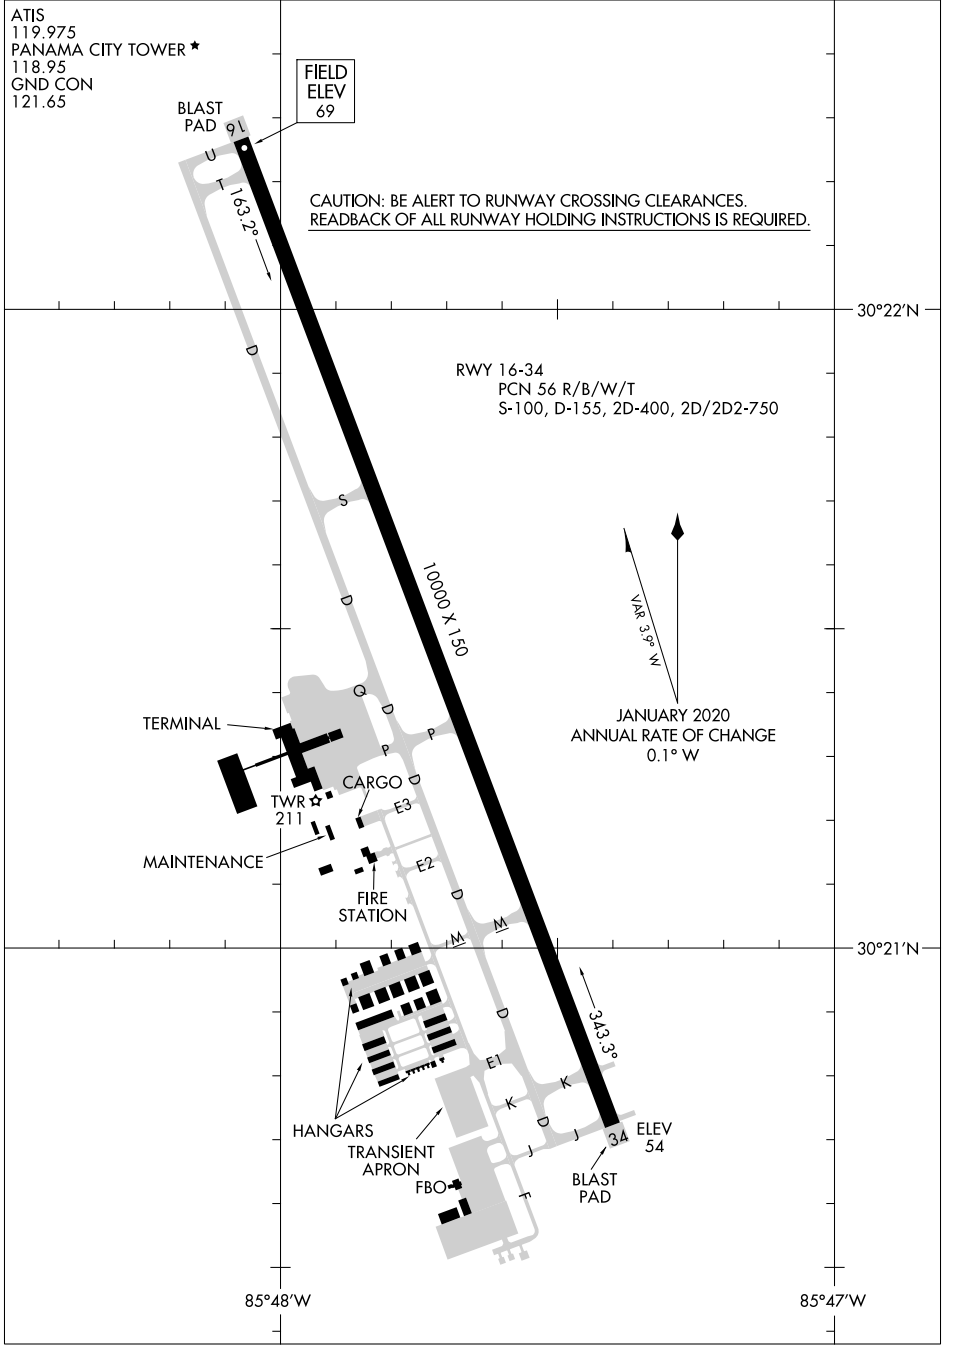 ATIS
119.975
PANAMA CITY TOWER ★
118.95
GND CON
121.65
FIELD
ELEV
69
BLAST
PAD
16
U
T
163.2°
CAUTION: BE ALERT TO RUNWAY CROSSING CLEARANCES.
READBACK OF ALL RUNWAY HOLDING INSTRUCTIONS IS REQUIRED.
30°22'N
D
RWY 16-34
PCN 56 R/B/W/T
S-100, D-155, 2D-400, 2D/2D2-750
S
10000 X 150
D
VAR 3.9° W
JANUARY 2020
ANNUAL RATE OF CHANGE
0.1° W
Q
D
TERMINAL
P
P
D
CARGO
TWR
211
E3
MAINTENANCE
E2
FIRE
STATION
D
M
M
30°21'N
D
343.3°
E1
K
K
D
J
J
HANGARS
TRANSIENT
APRON
34
ELEV
54
BLAST
PAD
FBO
F
85°48'W
85°47'W